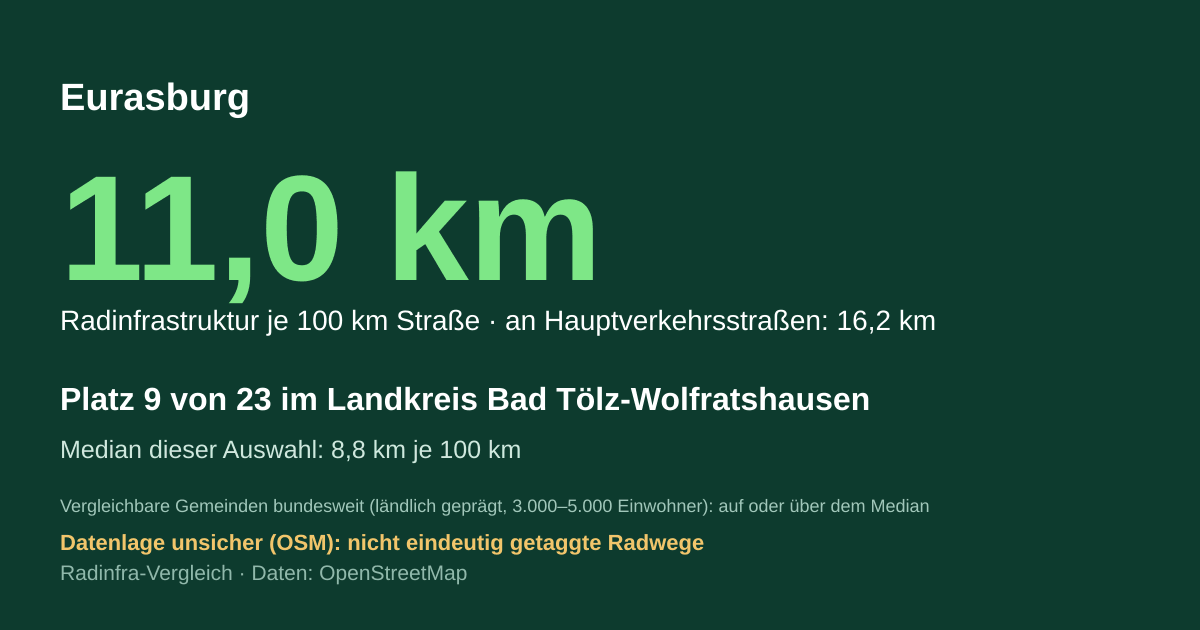 Eurasburg
11,0 km
Radinfrastruktur je 100 km Straße · an Hauptverkehrsstraßen: 16,2 km
Platz 9 von 23 im Landkreis Bad Tölz-Wolfratshausen
Median dieser Auswahl: 8,8 km je 100 km
Vergleichbare Gemeinden bundesweit (ländlich geprägt, 3.000–5.000 Einwohner): auf oder über dem Median
Datenlage unsicher (OSM): nicht eindeutig getaggte Radwege
Radinfra-Vergleich · Daten: OpenStreetMap